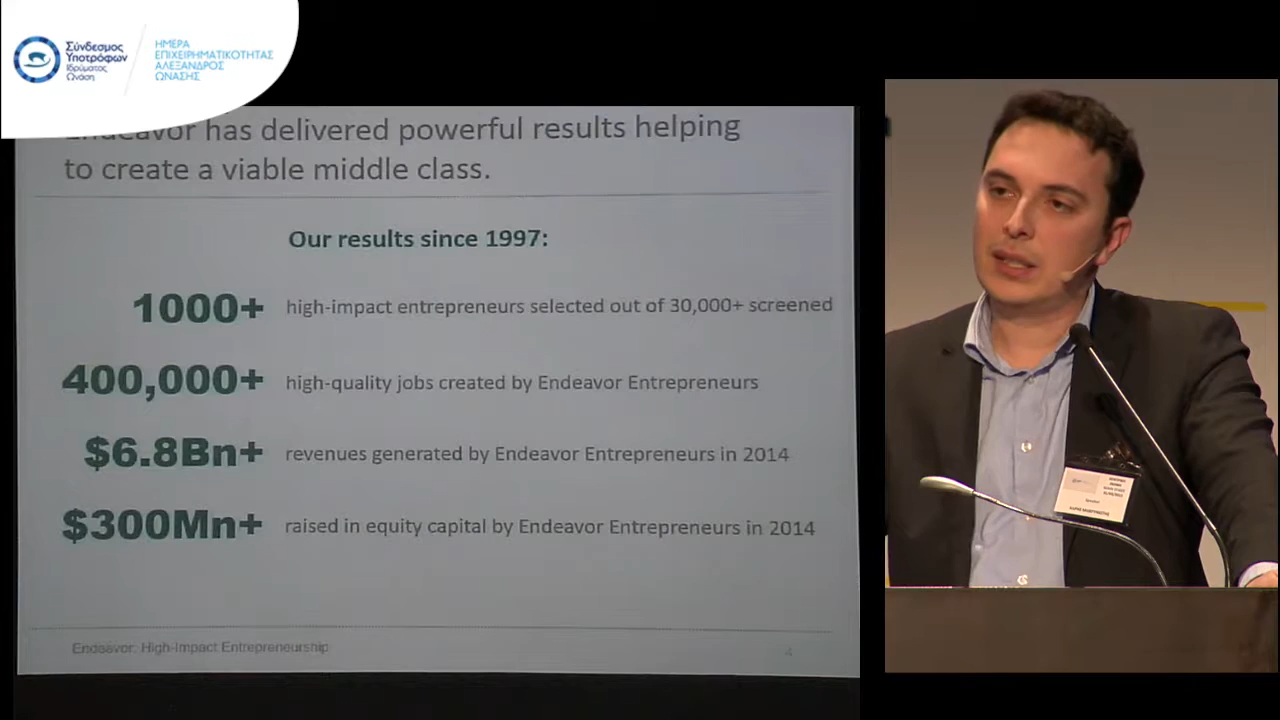 Σύνδεσμος
Υποτρόφων
Ιδρύματος
Ωνάση
ΗΜΕΡΑ
ΕΠΙΧΕΙΡΗΜΑΤΙΚΟΤΗΤΑΣ
ΑΛΕΞΑΝΔΡΟΣ
ΩΝΑΣΗΣ
Endeavor has delivered powerful results helping
to create a viable middle class.
Our results since 1997:
1000+ high-impact entrepreneurs selected out of 30,000+ screened
400,000+ high-quality jobs created by Endeavor Entrepreneurs
$6.8Bn+ revenues generated by Endeavor Entrepreneurs in 2014
$300Mn+ raised in equity capital by Endeavor Entrepreneurs in 2014
Endeavor: High-Impact Entrepreneurship
4